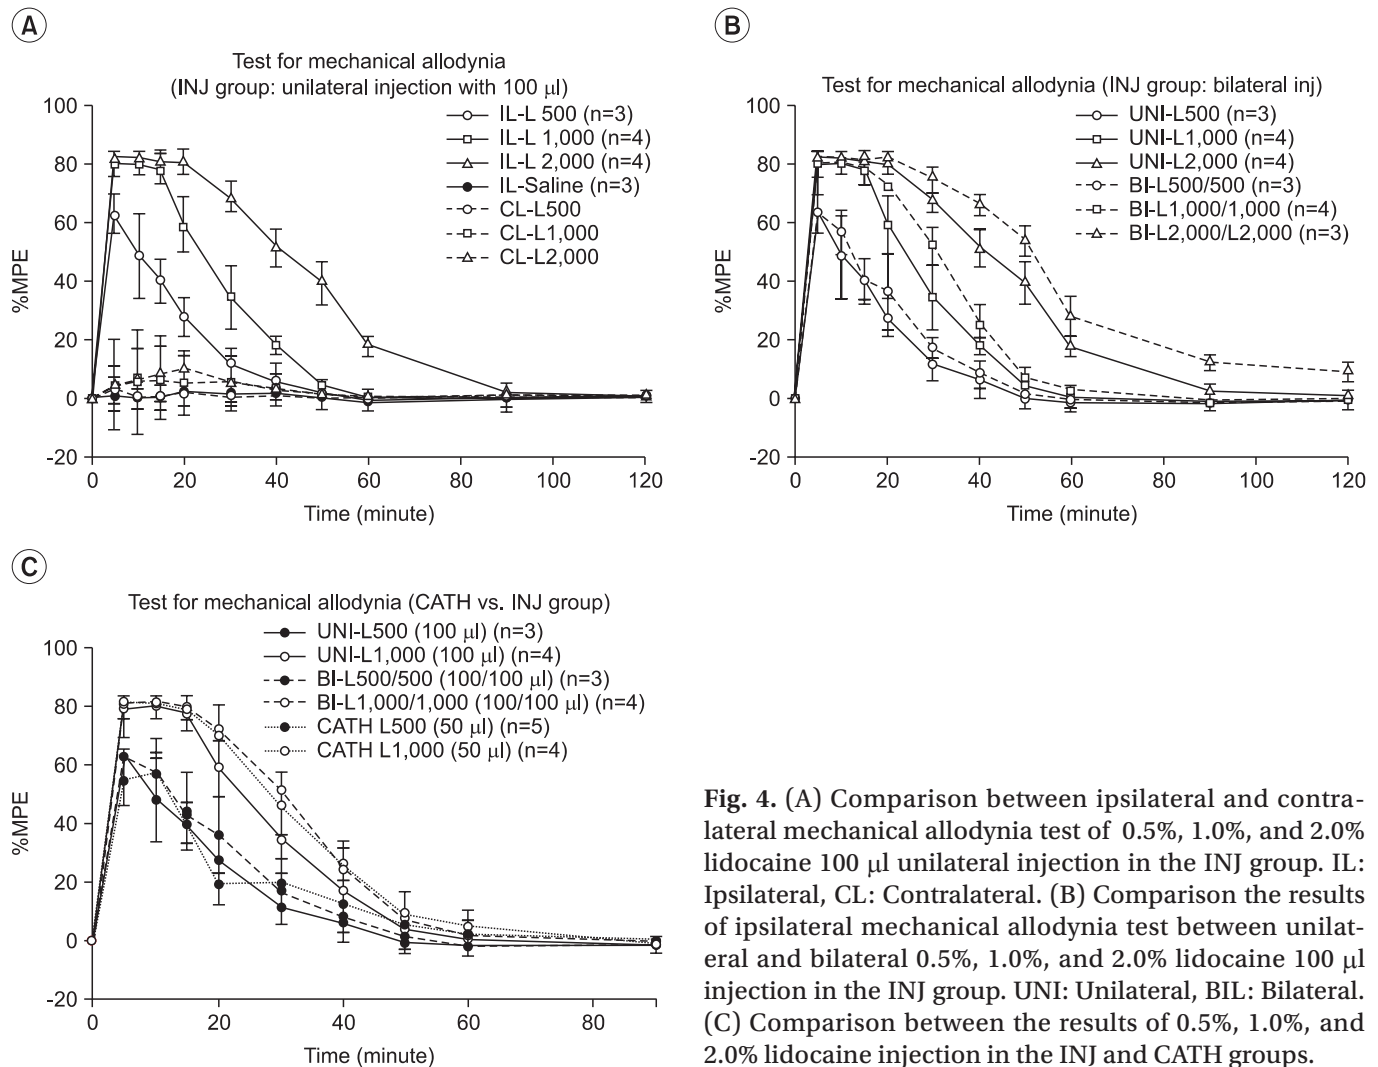 A
Test for mechanical allodynia
(INJ group: unilateral injection with 100 μl)
100
80
60
40
20
0
-20
%MPE
IL-L 500 (n=3)
IL-L 1,000 (n=4)
IL-L 2,000 (n=4)
IL-Saline (n=3)
CL-L500
CL-L1,000
CL-L2,000
0 20 40 60 80 100 120
Time (minute)
B
Test for mechanical allodynia (INJ group: bilateral inj)
100
80
60
40
20
0
-20
%MPE
UNI-L500 (n=3)
UNI-L1,000 (n=4)
UNI-L2,000 (n=4)
BI-L500/500 (n=3)
BI-L1,000/1,000 (n=4)
BI-L2,000/L2,000 (n=3)
0 20 40 60 80 100 120
Time (minute)
C
Test for mechanical allodynia (CATH vs. INJ group)
100
80
60
40
20
0
-20
%MPE
UNI-L500 (100 μl) (n=3)
UNI-L1,000 (100 μl) (n=4)
BI-L500/500 (100/100 μl) (n=3)
BI-L1,000/1,000 (100/100 μl) (n=4)
CATH L500 (50 μl) (n=5)
CATH L1,000 (50 μl) (n=4)
0 20 40 60 80
Time (minute)
Fig. 4. (A) Comparison between ipsilateral and contra-
lateral mechanical allodynia test of 0.5%, 1.0%, and 2.0%
lidocaine 100 μl unilateral injection in the INJ group. IL:
Ipsilateral, CL: Contralateral. (B) Comparison the results
of ipsilateral mechanical allodynia test between unilat-
eral and bilateral 0.5%, 1.0%, and 2.0% lidocaine 100 μl
injection in the INJ group. UNI: Unilateral, BIL: Bilateral.
(C) Comparison between the results of 0.5%, 1.0%, and
2.0% lidocaine injection in the INJ and CATH groups.